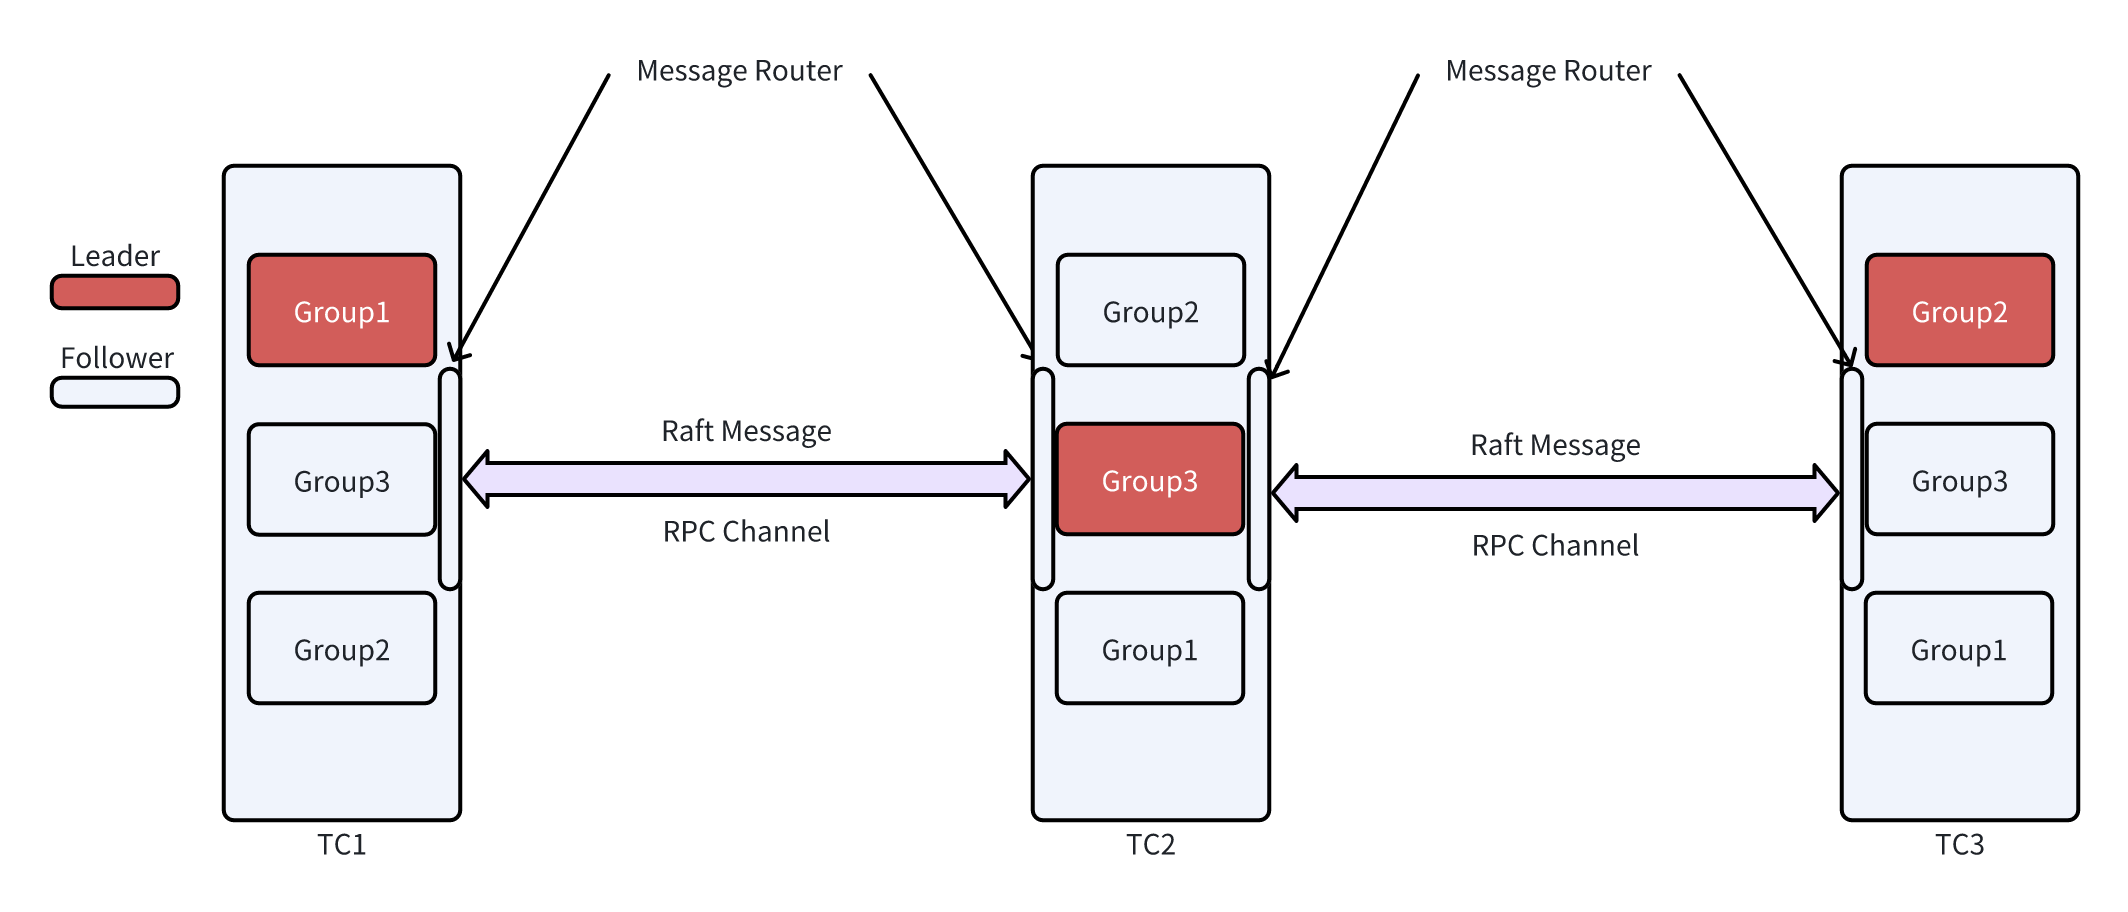 Message Router
Message Router
Leader
Follower
Group1
Group3
Group2
TC1
Raft Message
RPC Channel
Group2
Group3
Group1
TC2
Raft Message
RPC Channel
Group2
Group3
Group1
TC3